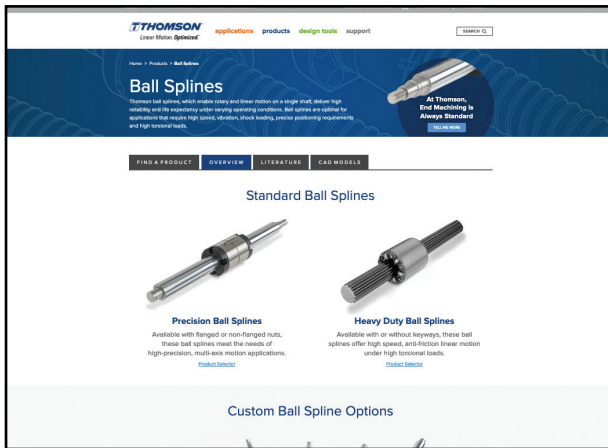 THOMSON
Linear Motion. Optimized.
applications products design tools support
SEARCH
Home > Products > Ball Splines
Ball Splines
Thomson ball splines, which enable rotary and linear motion on a single shaft, deliver high
reliability and life expectancy under varying operating conditions. Ball splines are optimal for
applications that require high speed, vibration, shock loading, precise positioning requirements
and high torsional loads.
At Thomson,
End Machining is
Always Standard
TELL ME MORE
FIND A PRODUCT OVERVIEW LITERATURE CAD MODELS
Standard Ball Splines
Precision Ball Splines
Available with flanged or non-flanged nuts,
these ball splines meet the needs of
high-precision, multi-axis motion applications.
Product Selector
Heavy Duty Ball Splines
Available with or without keyways, these ball
splines offer high speed, anti-friction linear motion
under high torsional loads.
Product Selector
Custom Ball Spline Options